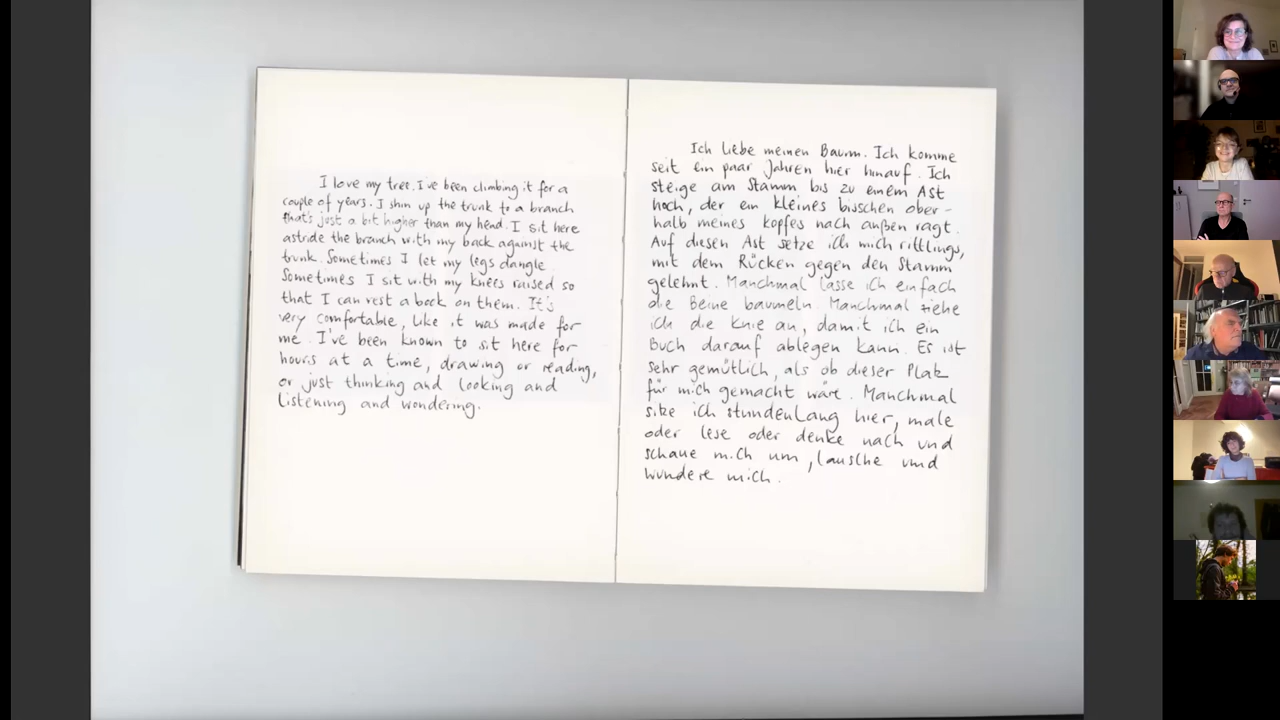 I love my tree. I've been climbing it for a
couple of years. I shin up the trunk to a branch
that's just a bit higher than my head. I sit here
astride the branch with my back against the
trunk. Sometimes I let my legs dangle.
Sometimes I sit with my knees raised so
that I can rest a book on them. It's
very comfortable, like it was made for
me. I've been known to sit here for
hours at a time, drawing or reading,
or just thinking and looking and
listening and wondering.
Ich liebe meinen Baum. Ich komme
seit ein paar Jahren hier hinauf. Ich
steige am Stamm bis zu einem Ast
hoch, der ein kleines bisschen ober-
halb meines Kopfes nach außen ragt.
Auf diesen Ast setze ich mich rittlings,
mit dem Rücken gegen den Stamm
gelehnt. Manchmal lasse ich einfach
die Beine baumeln. Manchmal ziehe
ich die Knie an, damit ich ein
Buch darauf ablegen kann. Es ist
sehr gemütlich, als ob dieser Platz
für mich gemacht wäre. Manchmal
sitze ich stundenlang hier, male
oder lese oder denke nach und
schaue mich um, lausche und
wundere mich.